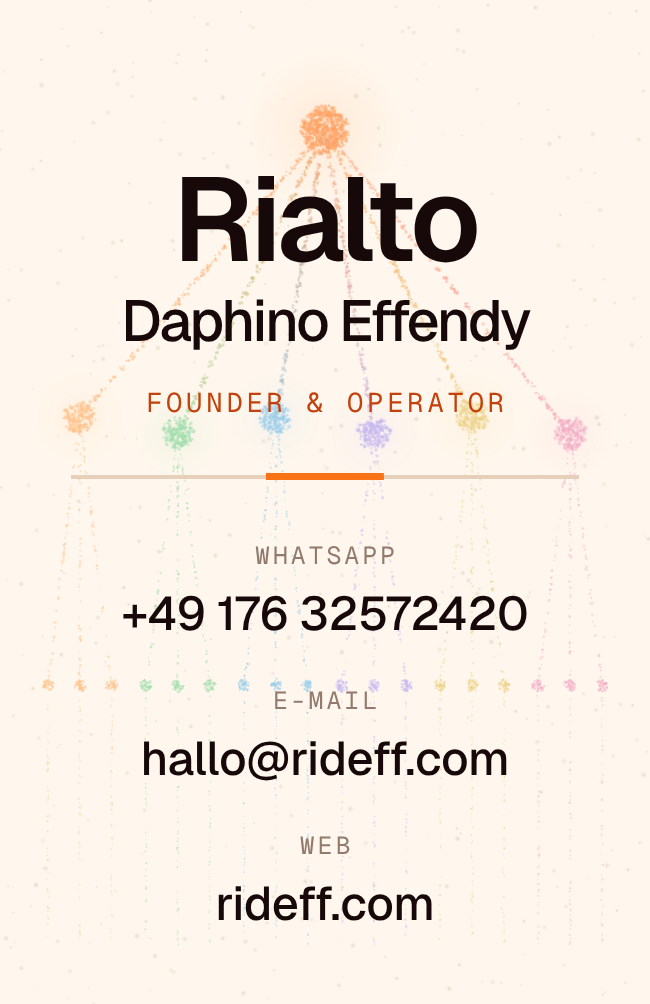 Rialto
Daphino Effendy
FOUNDER & OPERATOR
WHATSAPP
+49 176 32572420
E-MAIL
hallo@rideff.com
WEB
rideff.com